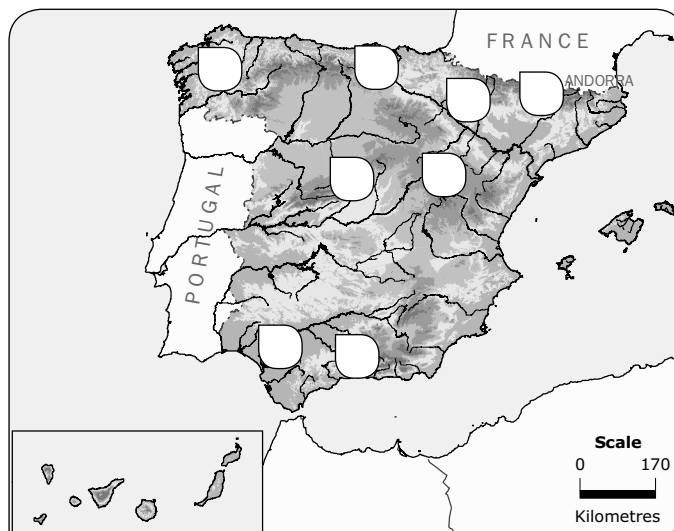 FRANCE
ANDORRA
PORTUGAL
Scale
0 170
Kilometres